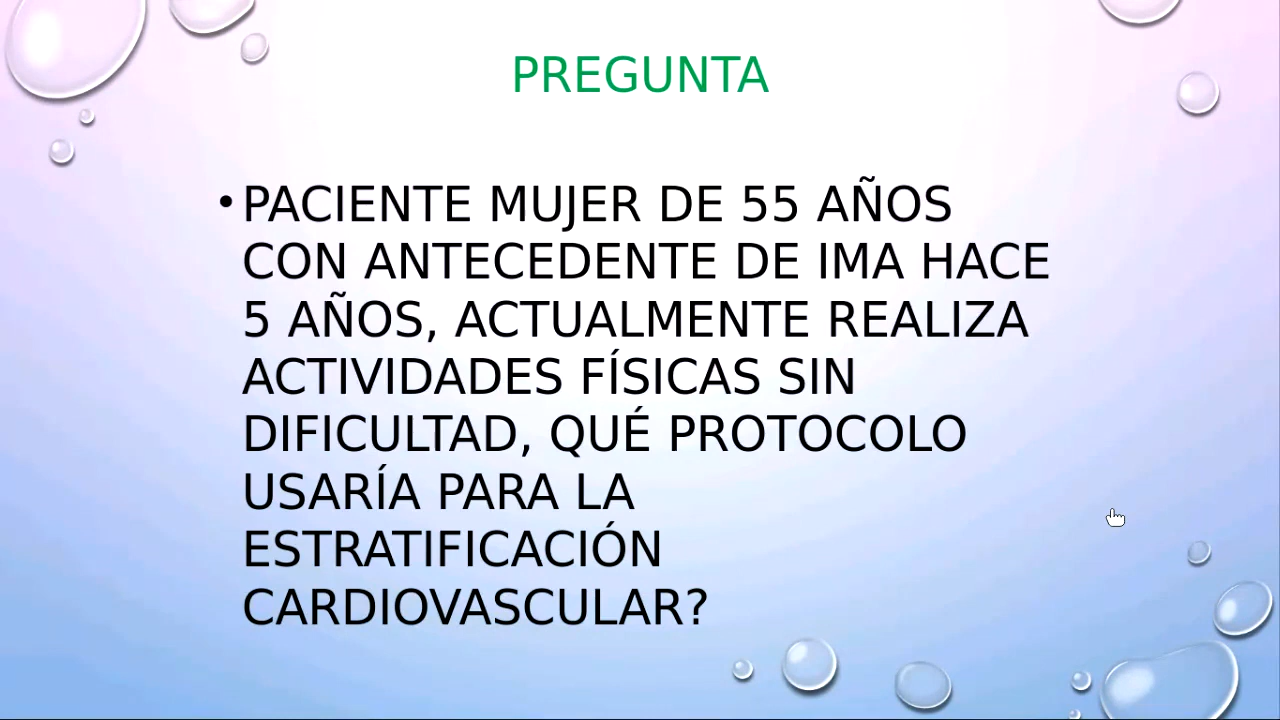 PREGUNTA
• PACIENTE MUJER DE 55 AÑOS
CON ANTECEDENTE DE IMA HACE
5 AÑOS, ACTUALMENTE REALIZA
ACTIVIDADES FÍSICAS SIN
DIFICULTAD, QUÉ PROTOCOLO
USARÍA PARA LA
ESTRATIFICACIÓN
CARDIOVASCULAR?